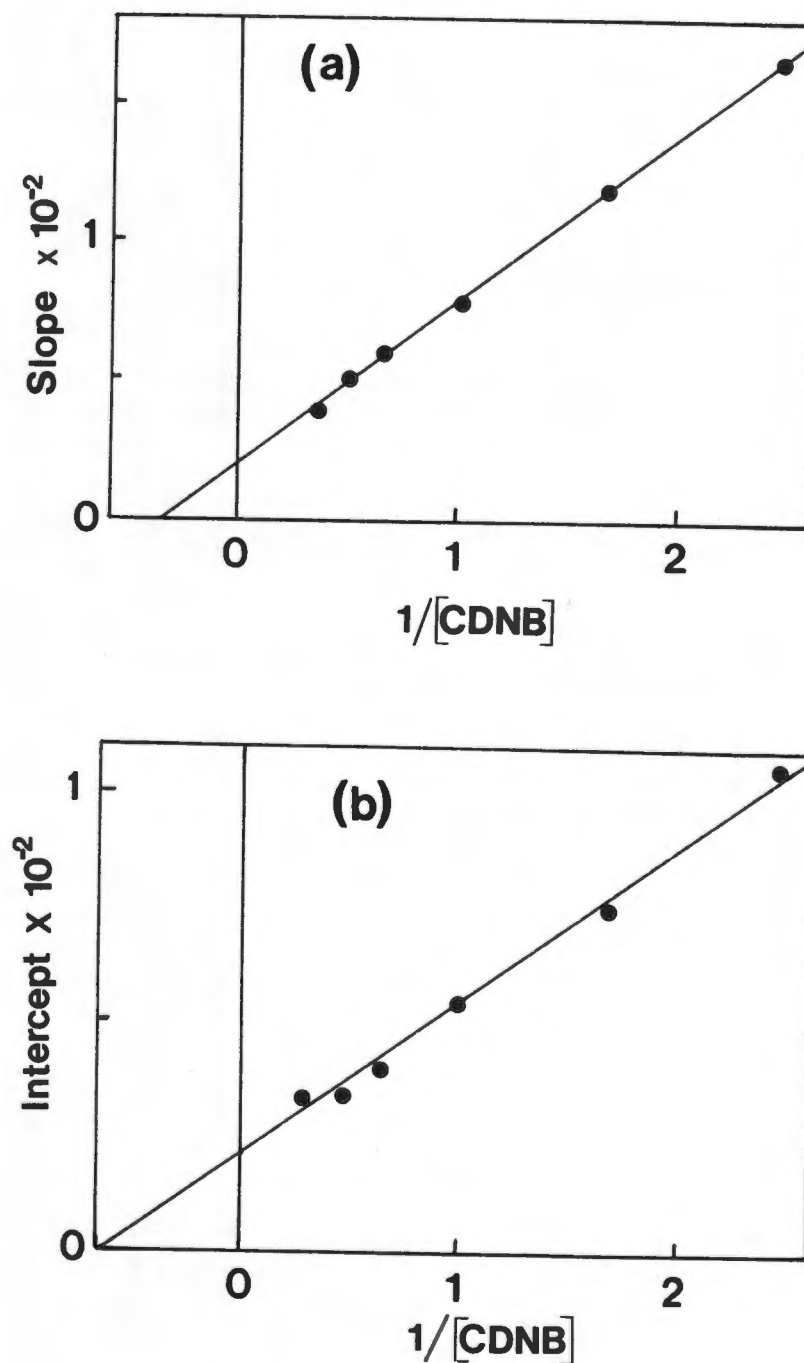 (a)
Slope x 10⁻²
1
0
0 1 2
1/[CDNB]
(b)
Intercept X 10⁻²
1
0
0 1 2
1/[CDNB]